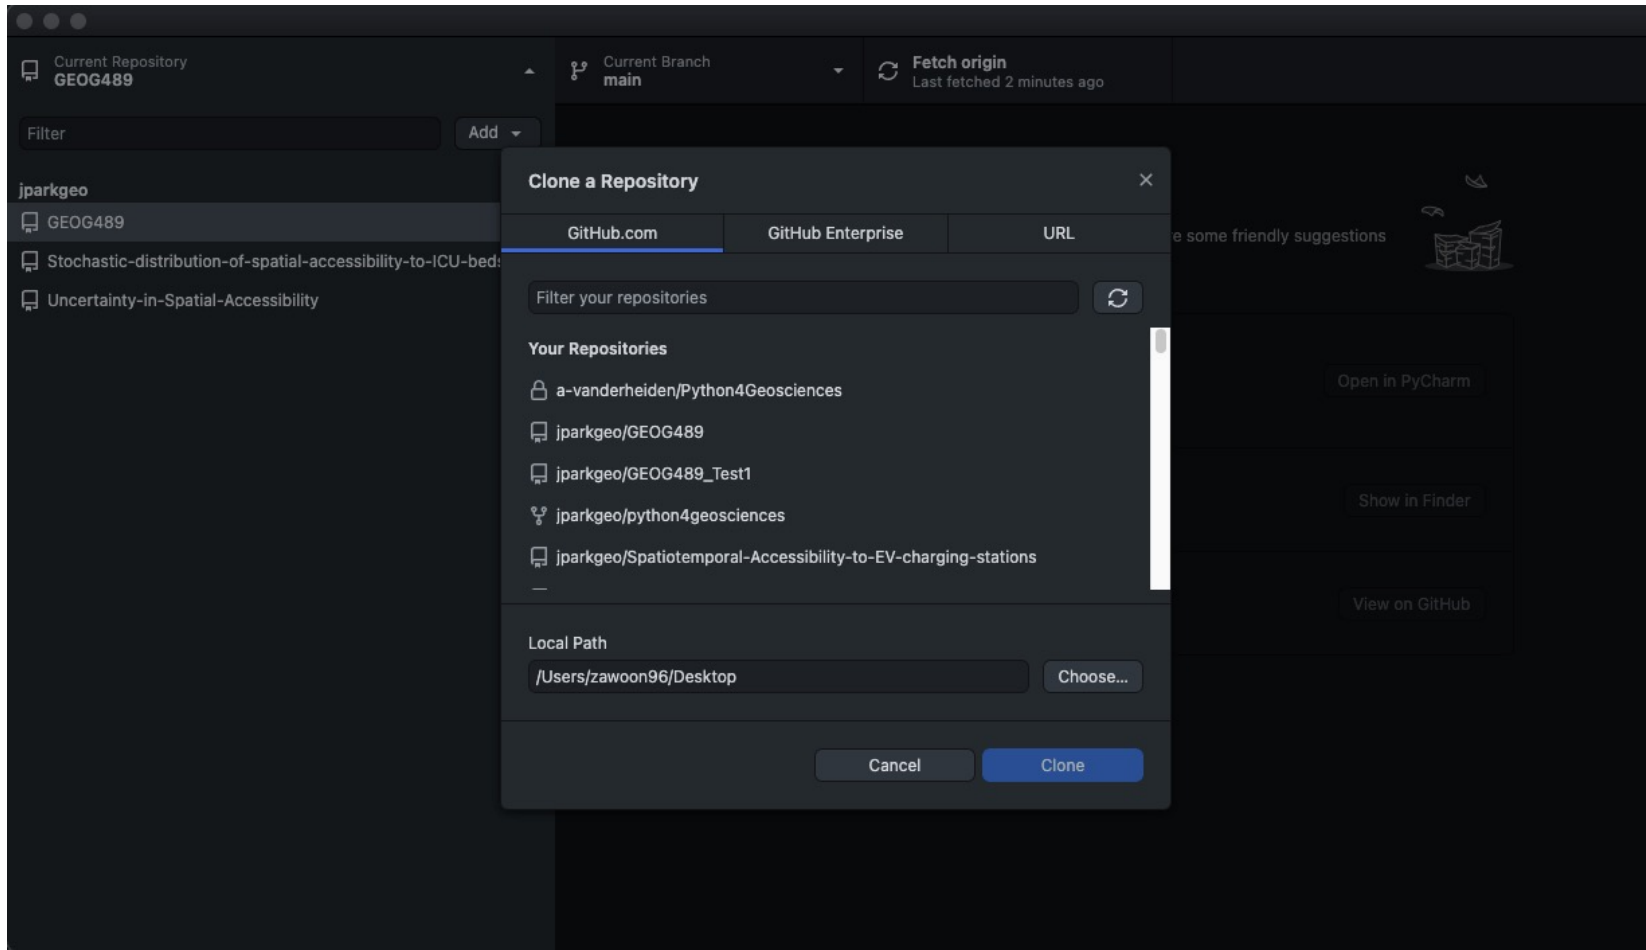 Current Repository
GEOG489
Current Branch
main
Fetch origin
Last fetched 2 minutes ago
Filter
Add
jparkgeo
GEOG489
Stochastic-distribution-of-spatial-accessibility-to-ICU-beds
Uncertainty-in-Spatial-Accessibility
Clone a Repository
GitHub.com
GitHub Enterprise
URL
Filter your repositories
Your Repositories
a-vanderheiden/Python4Geosciences
jparkgeo/GEOG489
jparkgeo/GEOG489_Test1
jparkgeo/python4geosciences
jparkgeo/Spatiotemporal-Accessibility-to-EV-charging-stations
Local Path
/Users/zawoon96/Desktop
Choose...
Cancel
Clone
some friendly suggestions
Open in PyCharm
Show in Finder
View on GitHub